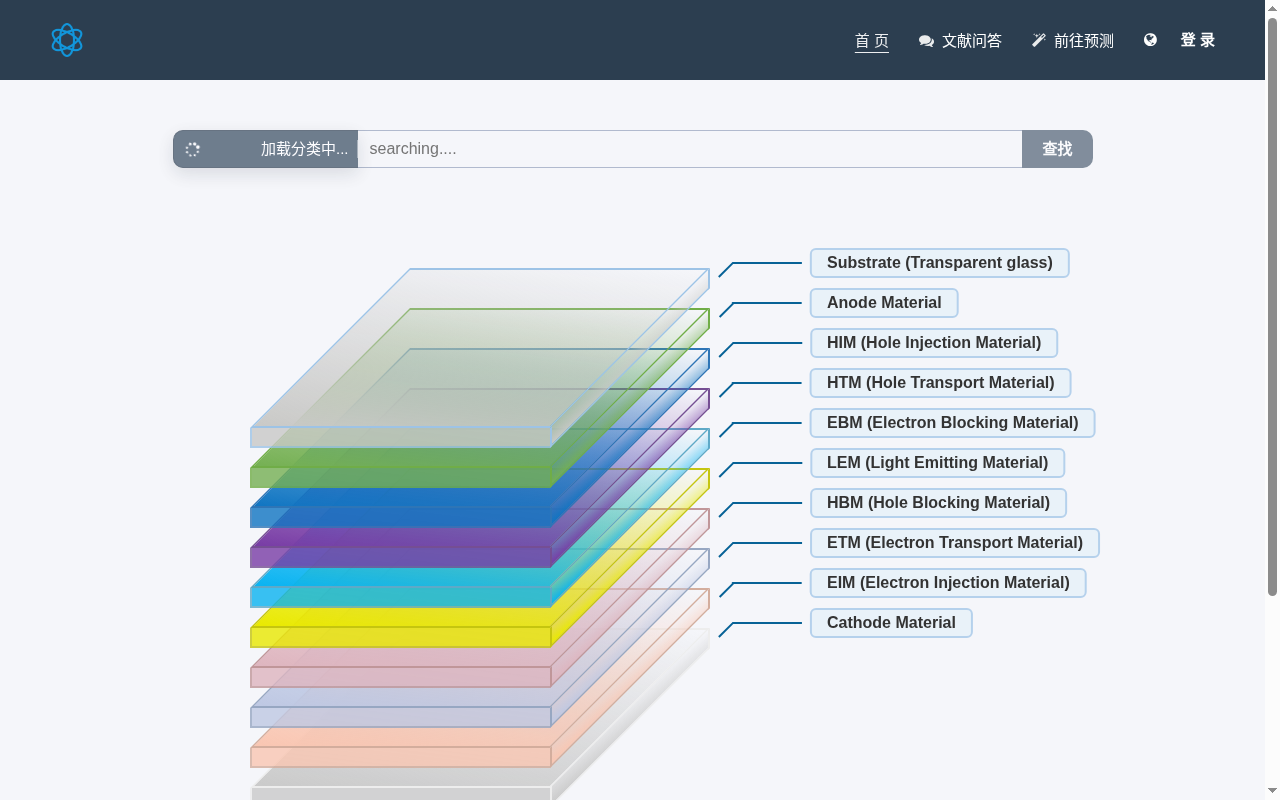 首 页
文献问答
前往预测
登 录
加载分类中...
searching....
查找
Substrate (Transparent glass)
Anode Material
HIM (Hole Injection Material)
HTM (Hole Transport Material)
EBM (Electron Blocking Material)
LEM (Light Emitting Material)
HBM (Hole Blocking Material)
ETM (Electron Transport Material)
EIM (Electron Injection Material)
Cathode Material